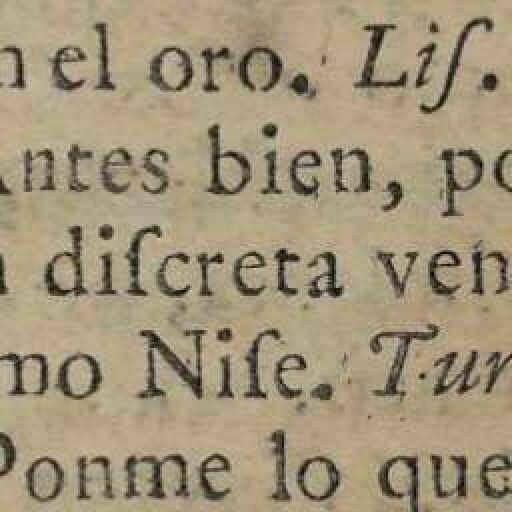 n el oro. Liſ.
Antes bien, po
a diſcreta ven
mo Niſe. Tur
Ponme lo que